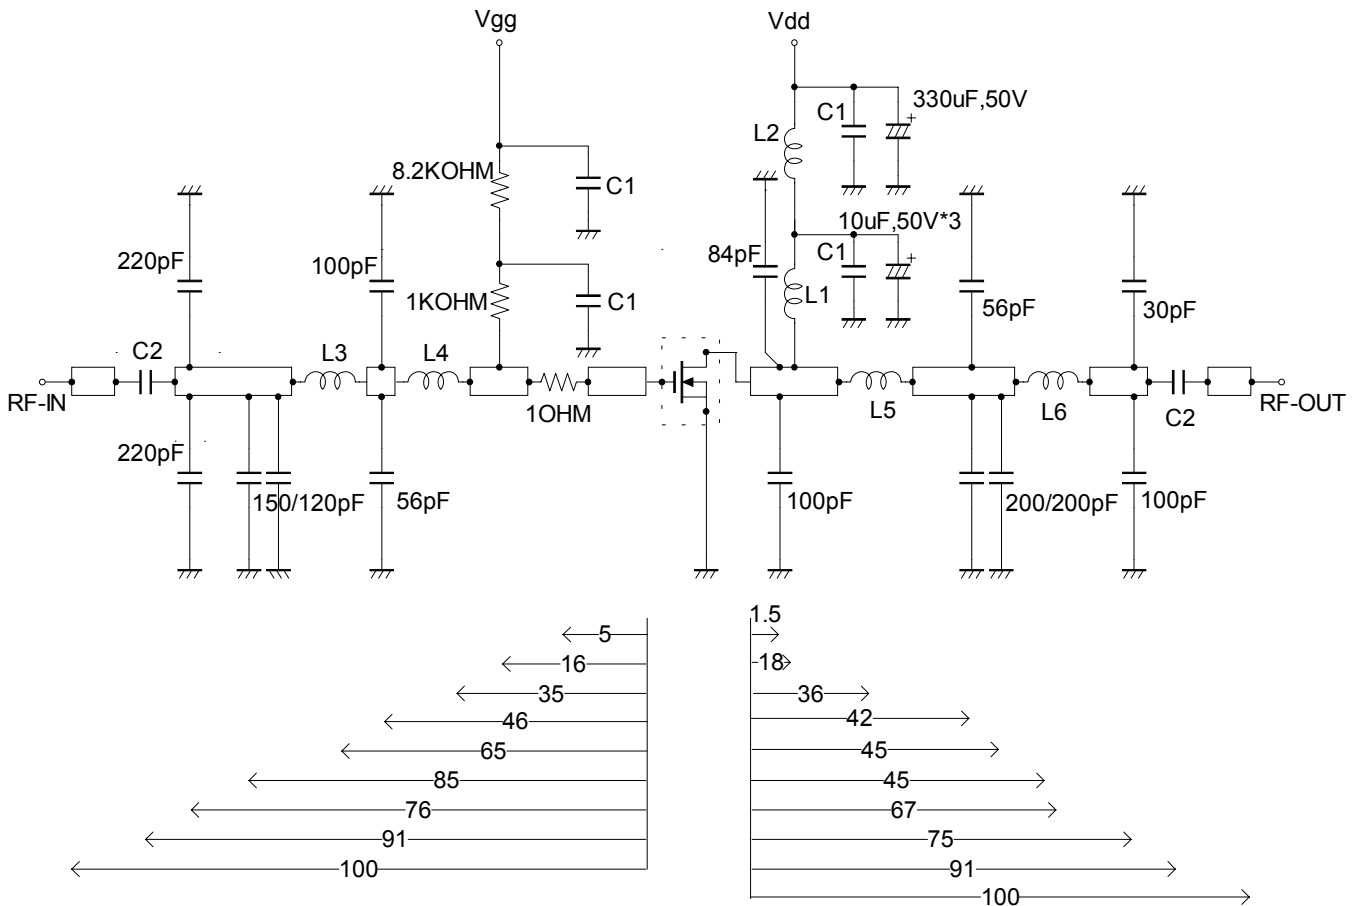 Vgg
Vdd
330uF,50V
C1
L2
8.2KOHM
C1
10uF,50V*3
220pF
100pF
84pF
C1
1KOHM
C1
L1
56pF
30pF
C2
L3
L4
RF-IN
1OHM
L5
L6
C2
RF-OUT
220pF
150/120pF
56pF
100pF
200/200pF
100pF
1.5
5
18
16
35
36
46
42
65
45
85
45
76
67
91
75
100
91
100